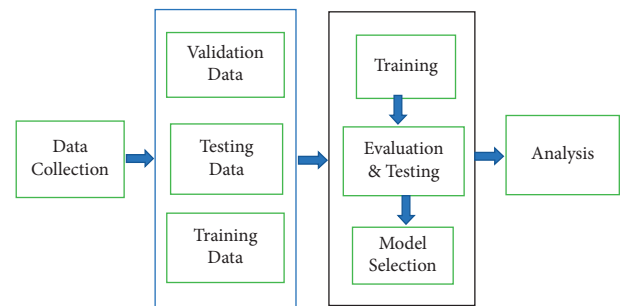 Data
Collection
Validation
Data
Testing
Data
Training
Data
Training
Evaluation
& Testing
Model
Selection
Analysis